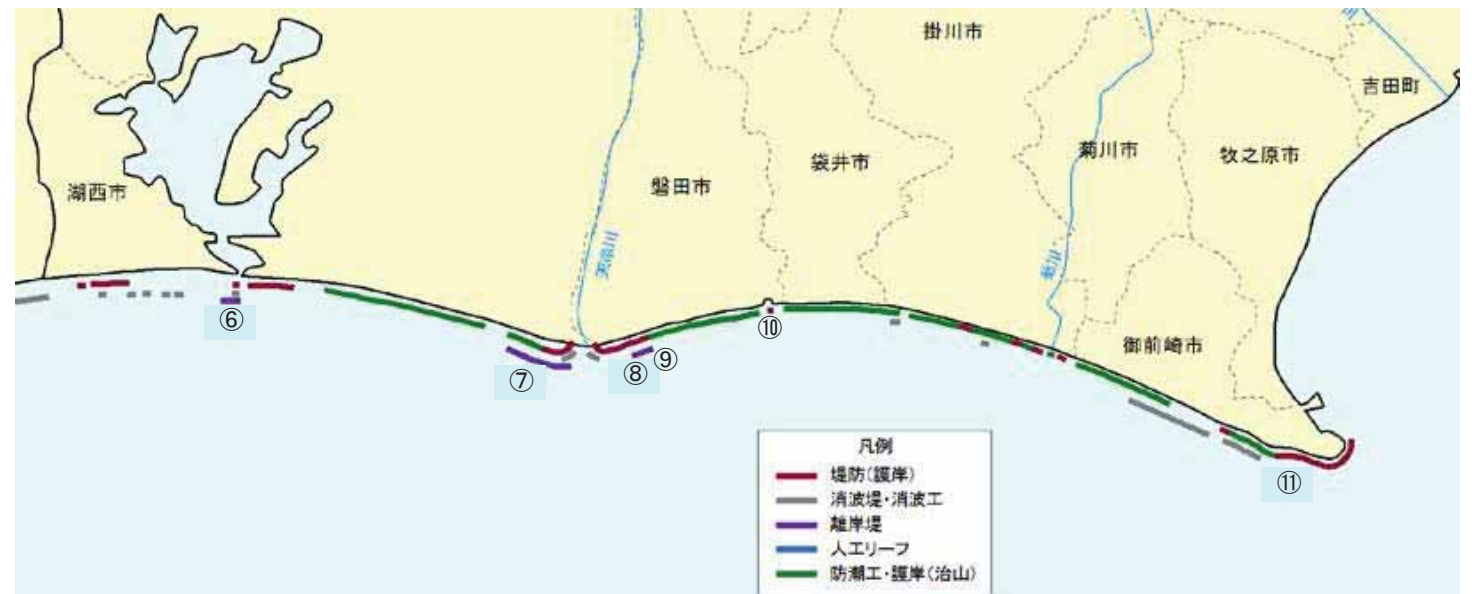 掛川市
吉田町
菊川市
牧之原市
袋井市
磐田市
湖西市
天竜川
菊川
御前崎市
⑥
⑩
⑨
⑧
⑦
⑪
凡例
堤防(護岸)
消波堤・消波工
離岸堤
人工リーフ
防潮工・護岸(治山)